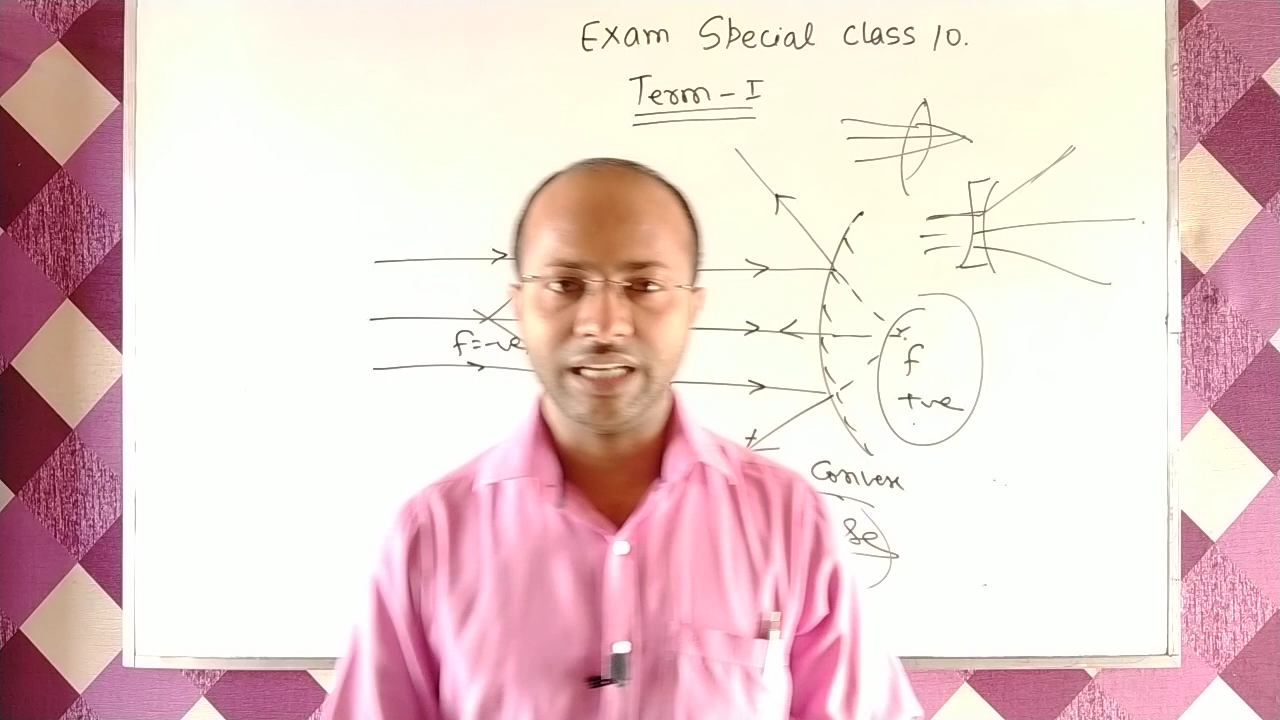 Exam Special class 10.
Term - I
f=-ve
f
+ve
Convex